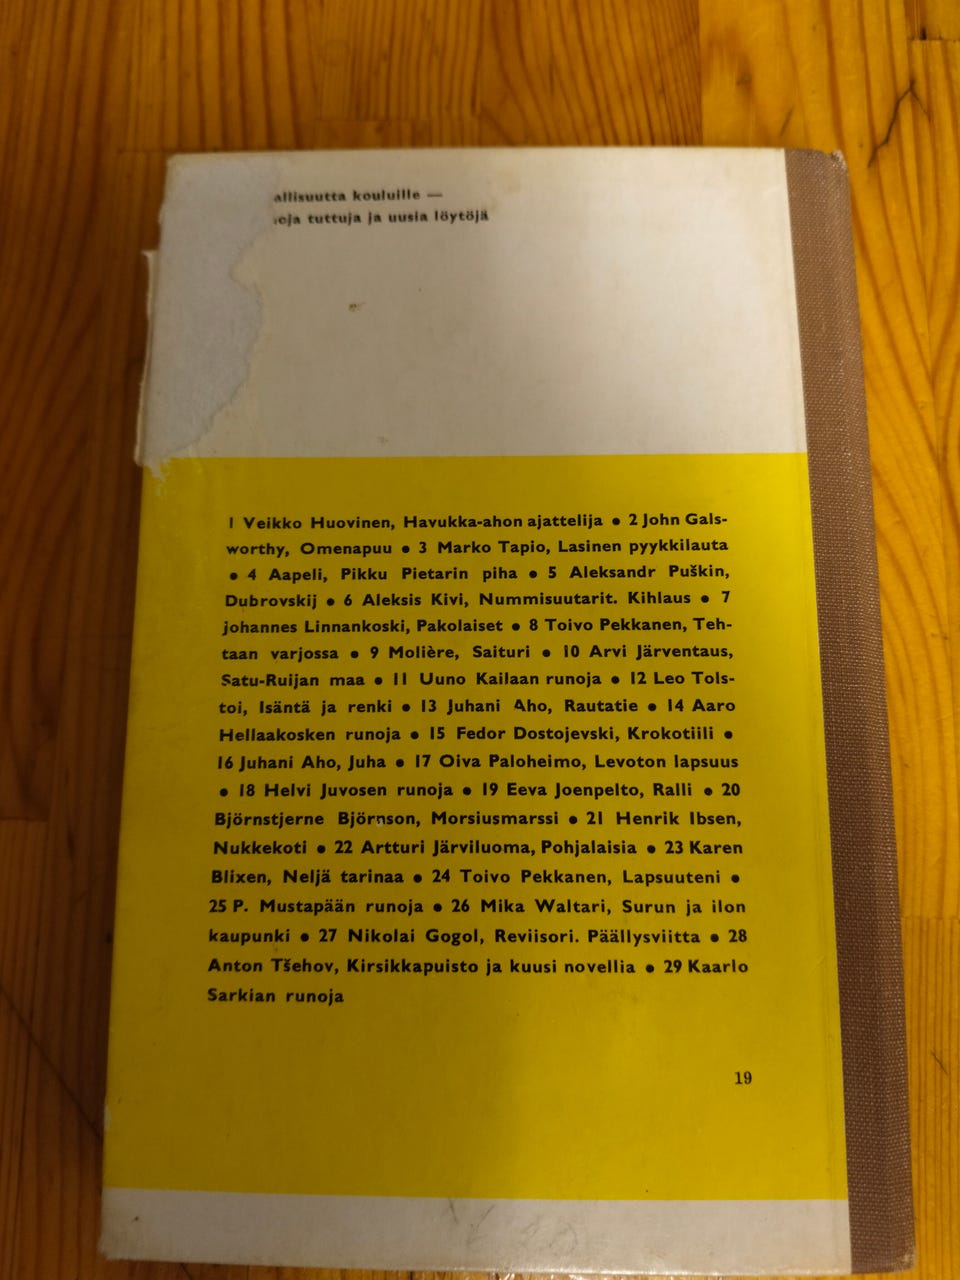 allisuutta kouluille —
oja tuttuja ja uusia löytöjä
1 Veikko Huovinen, Havukka-ahon ajattelija • 2 John Gals-
worthy, Omenapuu • 3 Marko Tapio, Lasinen pyykkilauta
• 4 Aapeli, Pikku Pietarin piha • 5 Aleksandr Puškin,
Dubrovskij • 6 Aleksis Kivi, Nummisuutarit. Kihlaus • 7
Johannes Linnankoski, Pakolaiset • 8 Toivo Pekkanen, Teh-
taan varjossa • 9 Molière, Saituri • 10 Arvi Järventaus,
Satu-Ruijan maa • 11 Uuno Kailaan runoja • 12 Leo Tols-
toi, Isäntä ja renki • 13 Juhani Aho, Rautatie • 14 Aaro
Hellaakosken runoja • 15 Fedor Dostojevski, Krokotiili •
16 Juhani Aho, Juha • 17 Oiva Paloheimo, Levoton lapsuus
• 18 Helvi Juvosen runoja • 19 Eeva Joenpelto, Ralli • 20
Björnstjerne Björnson, Morsiusmarssi • 21 Henrik Ibsen,
Nukkekoti • 22 Artturi Järviluoma, Pohjalaisia • 23 Karen
Blixen, Neljä tarinaa • 24 Toivo Pekkanen, Lapsuuteni •
25 P. Mustapään runoja • 26 Mika Waltari, Surun ja ilon
kaupunki • 27 Nikolai Gogol, Reviisori. Päällysviitta • 28
Anton Tšehov, Kirsikkapuisto ja kuusi novellia • 29 Kaarlo
Sarkian runoja
19